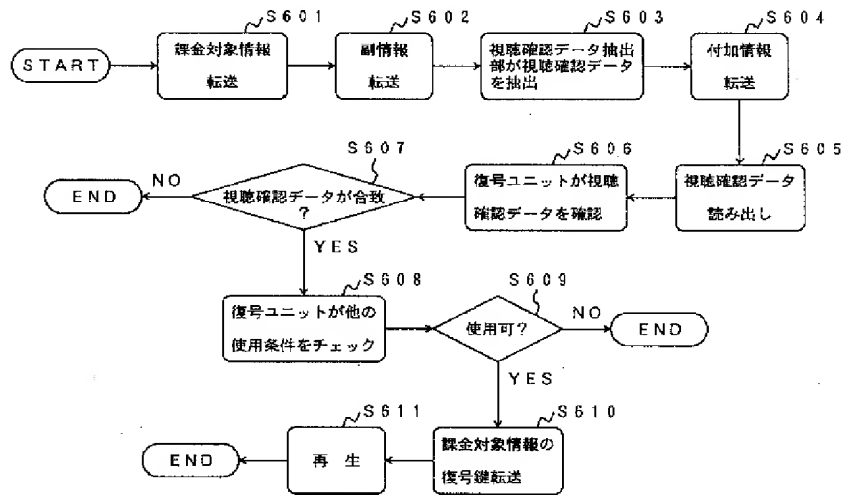 START
S601
課金対象情報
転送
S602
副情報
転送
S603
視聴確認データ抽出
部が視聴確認データ
を抽出
S604
付加情報
転送
S605
視聴確認データ
読み出し
S606
復号ユニットが視聴
確認データを確認
S607
視聴確認データが合致
?
NO
END
YES
S608
復号ユニットが他の
使用条件をチェック
S609
使用可?
NO
END
YES
S610
課金対象情報の
復号鍵転送
S611
再 生
END